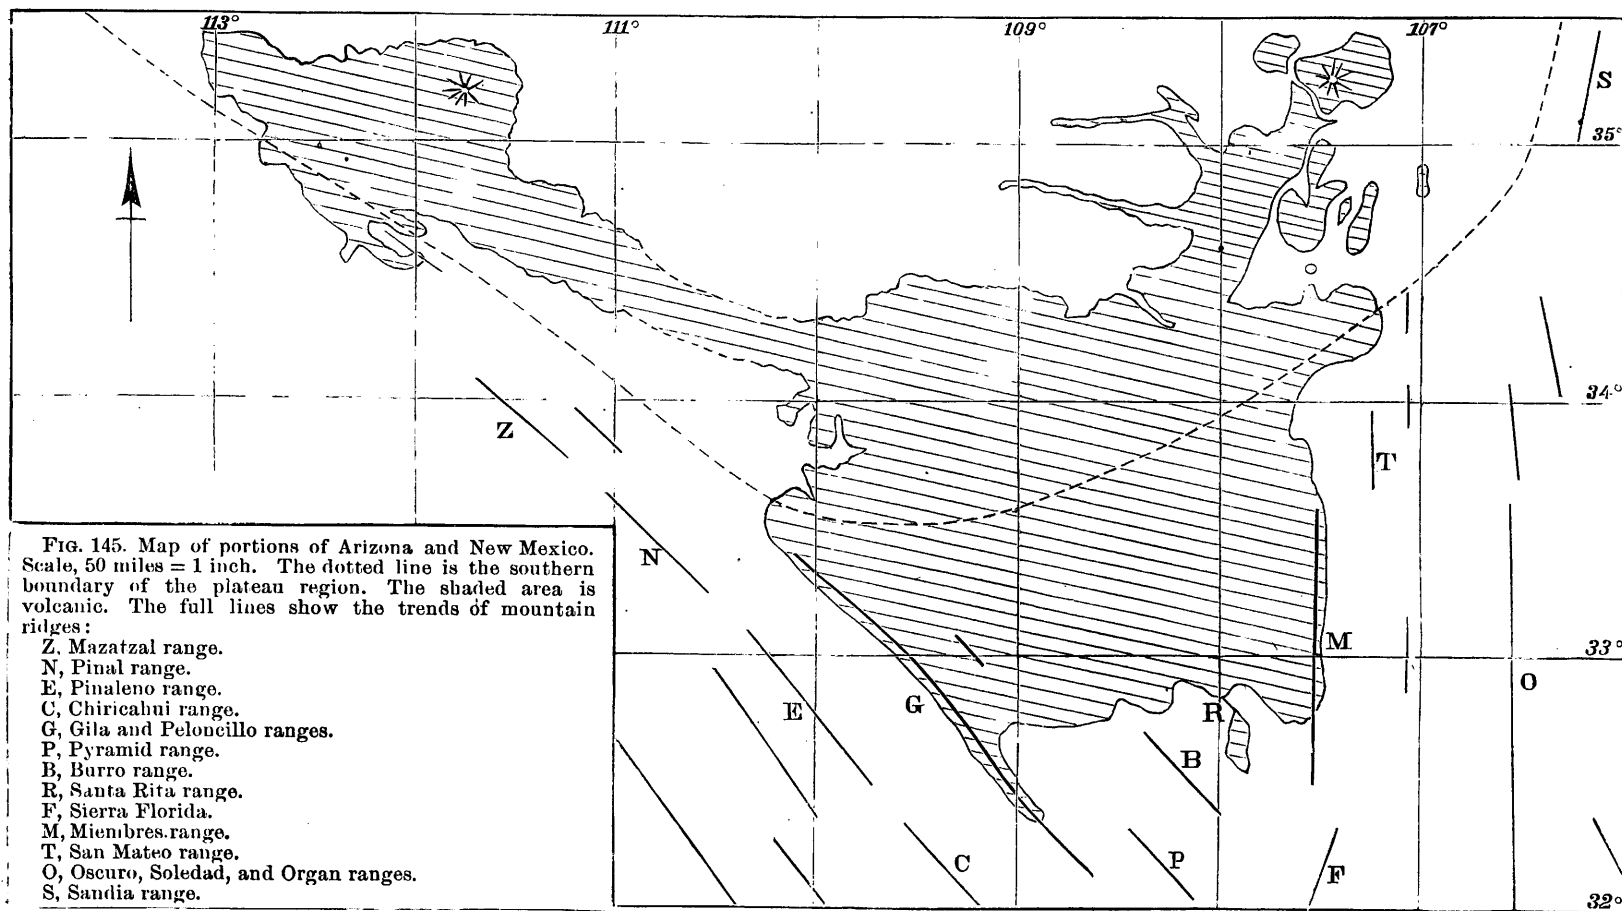 113° 111° 109° 107°
S
35°
34°
Z
T
N
M
33°
O
G
E
R
B
C
P
F
32°
FIG. 145. Map of portions of Arizona and New Mexico.
Scale, 50 miles = 1 inch. The dotted line is the southern
boundary of the plateau region. The shaded area is
volcanic. The full lines show the trends of mountain
ridges:
Z, Mazatzal range.
N, Pinal range.
E, Pinaleno range.
C, Chiricahui range.
G, Gila and Peloncillo ranges.
P, Pyramid range.
B, Burro range.
R, Santa Rita range.
F, Sierra Florida.
M, Miembres range.
T, San Mateo range.
O, Oscuro, Soledad, and Organ ranges.
S, Sandia range.